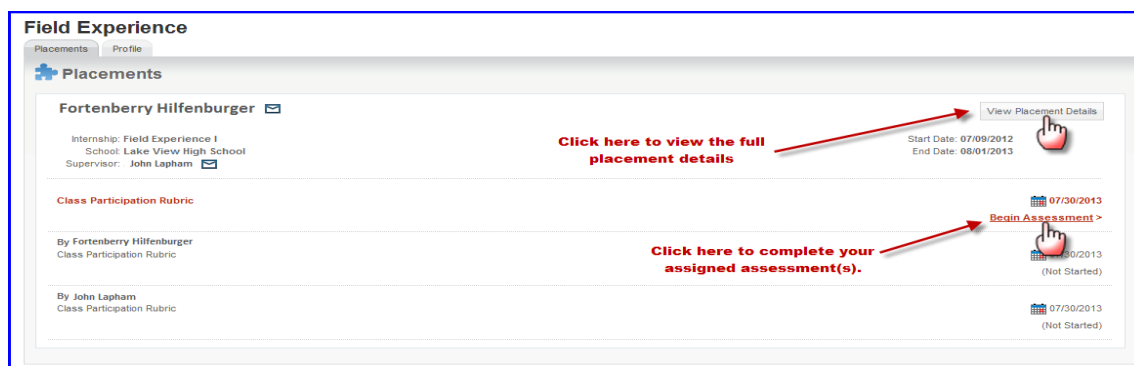 Field Experience
Placements Profile
Placements
Fortenberry Hilfenburger
View Placement Details
Internship: Field Experience I
School: Lake View High School
Supervisor: John Lapham
Click here to view the full
placement details
Start Date: 07/09/2012
End Date: 08/01/2013
Class Participation Rubric
07/30/2013
Begin Assessment >
By Fortenberry Hilfenburger
Class Participation Rubric
Click here to complete your
assigned assessment(s).
/30/2013
(Not Started)
By John Lapham
Class Participation Rubric
07/30/2013
(Not Started)